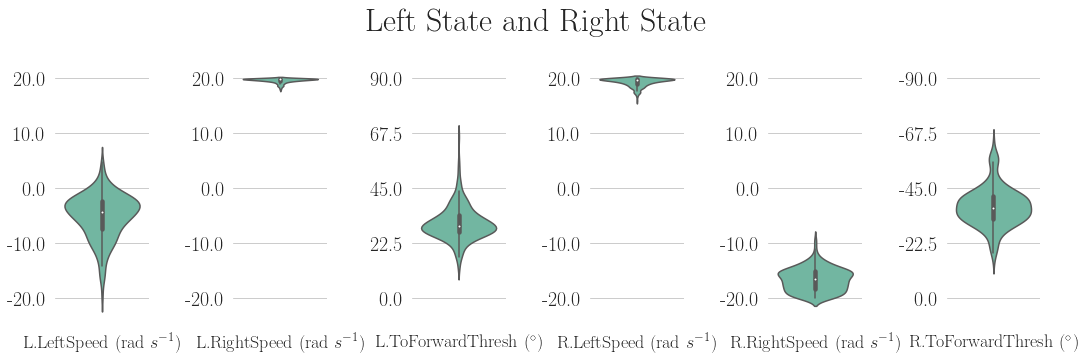 Left State and Right State
20.0 20.0 90.0 20.0 20.0 -90.0
10.0 10.0 67.5 10.0 10.0 -67.5
0.0 0.0 45.0 0.0 0.0 -45.0
-10.0 -10.0 22.5 -10.0 -10.0 -22.5
-20.0 -20.0 0.0 -20.0 -20.0 0.0
L.LeftSpeed (rad s⁻¹) L.RightSpeed (rad s⁻¹) L.ToForwardThresh (°) R.LeftSpeed (rad s⁻¹) R.RightSpeed (rad s⁻¹) R.ToForwardThresh (°)